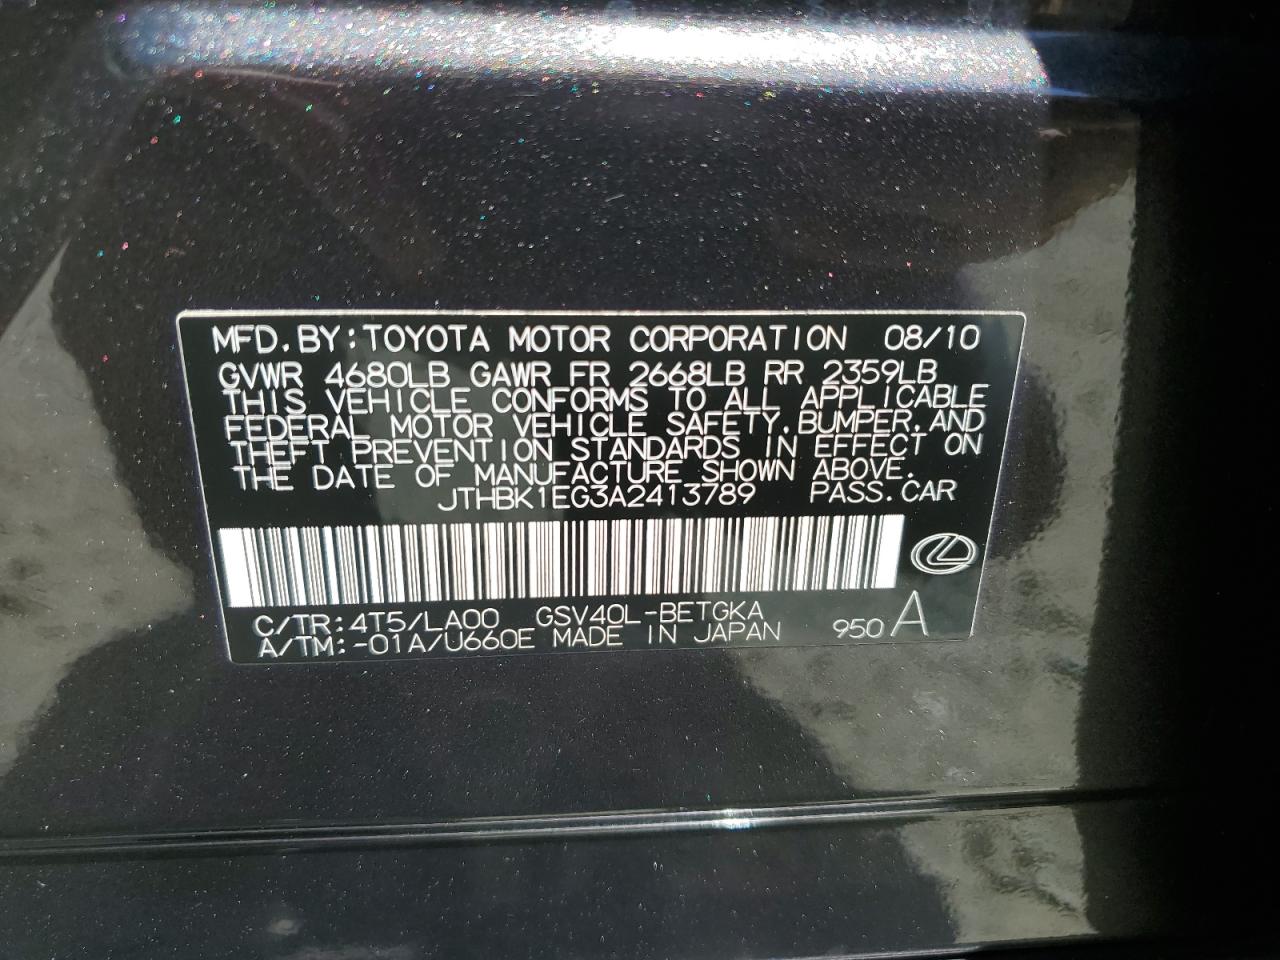 MFD. BY: TOYOTA MOTOR CORPORATION 08/10
GVWR 4680LB GAWR FR 2668LB RR 2359LB
THIS VEHICLE CONFORMS TO ALL APPLICABLE
FEDERAL MOTOR VEHICLE SAFETY, BUMPER, AND
THEFT PREVENTION STANDARDS IN EFFECT ON
THE DATE OF MANUFACTURE SHOWN ABOVE.
JTHBK1EG3A2413789 PASS. CAR
C/TR: 4T5/LA00 GSV40L-BETGKA
A/TM: -01A/U660E MADE IN JAPAN 950 A